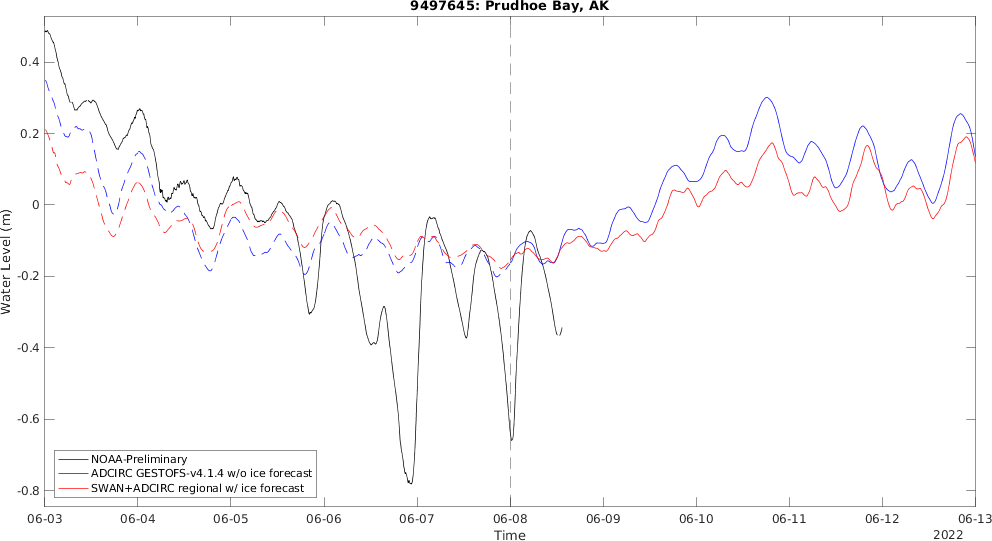 9497645: Prudhoe Bay, AK
Water Level (m)
0.4
0.2
0
-0.2
-0.4
-0.6
-0.8
NOAA-Preliminary
ADCIRC GESTOFS-v4.1.4 w/o ice forecast
SWAN+ADCIRC regional w/ ice forecast
06-03 06-04 06-05 06-06 06-07 06-08 06-09 06-10 06-11 06-12 06-13
Time 2022